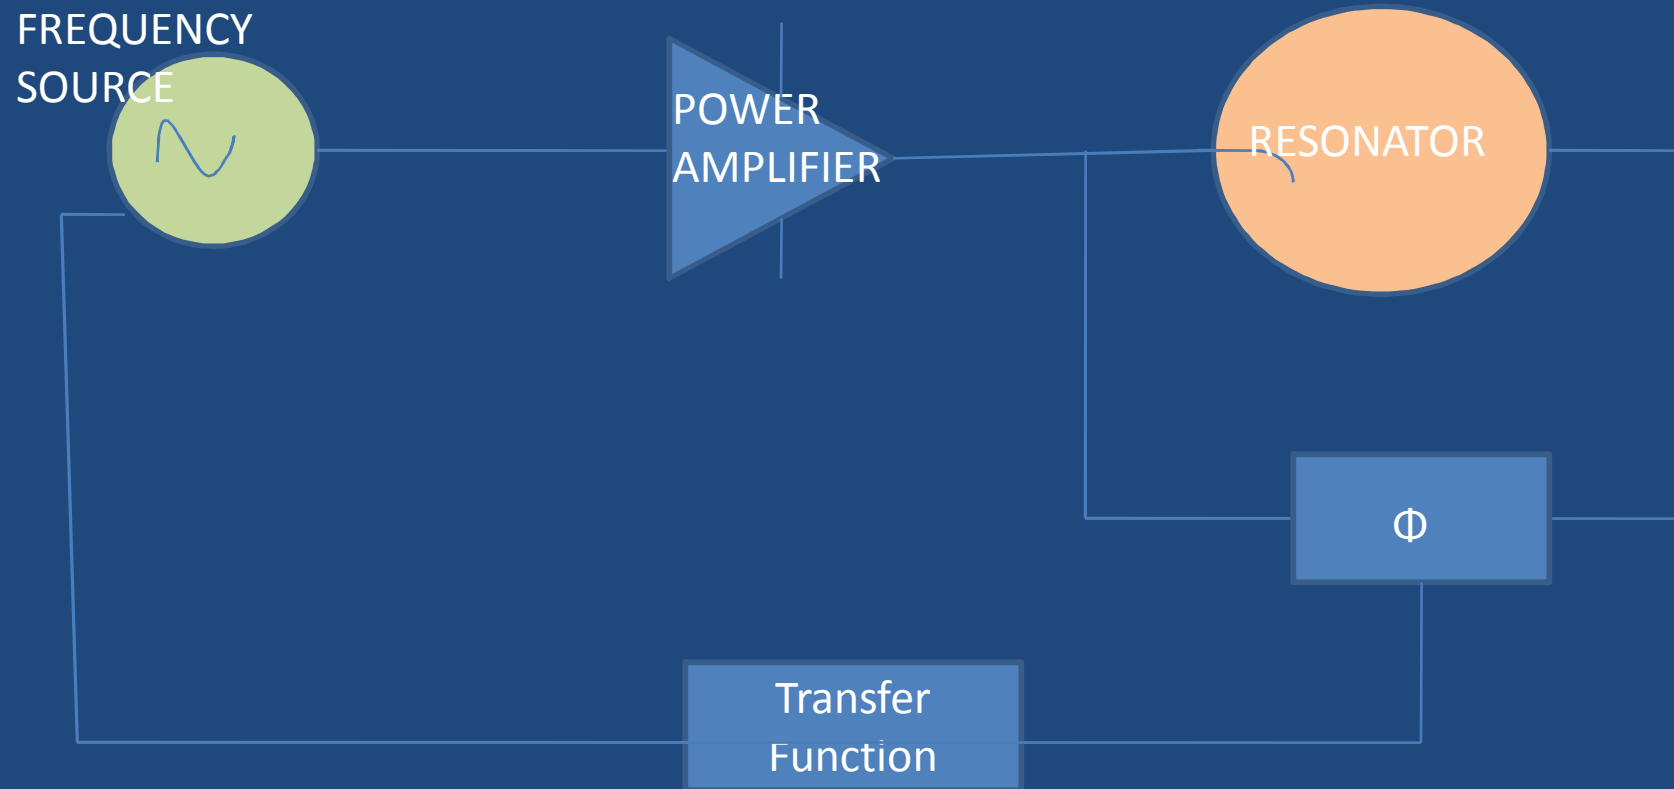 FREQUENCY
SOURCE
POWER
AMPLIFIER
RESONATOR
Φ
Transfer
Function